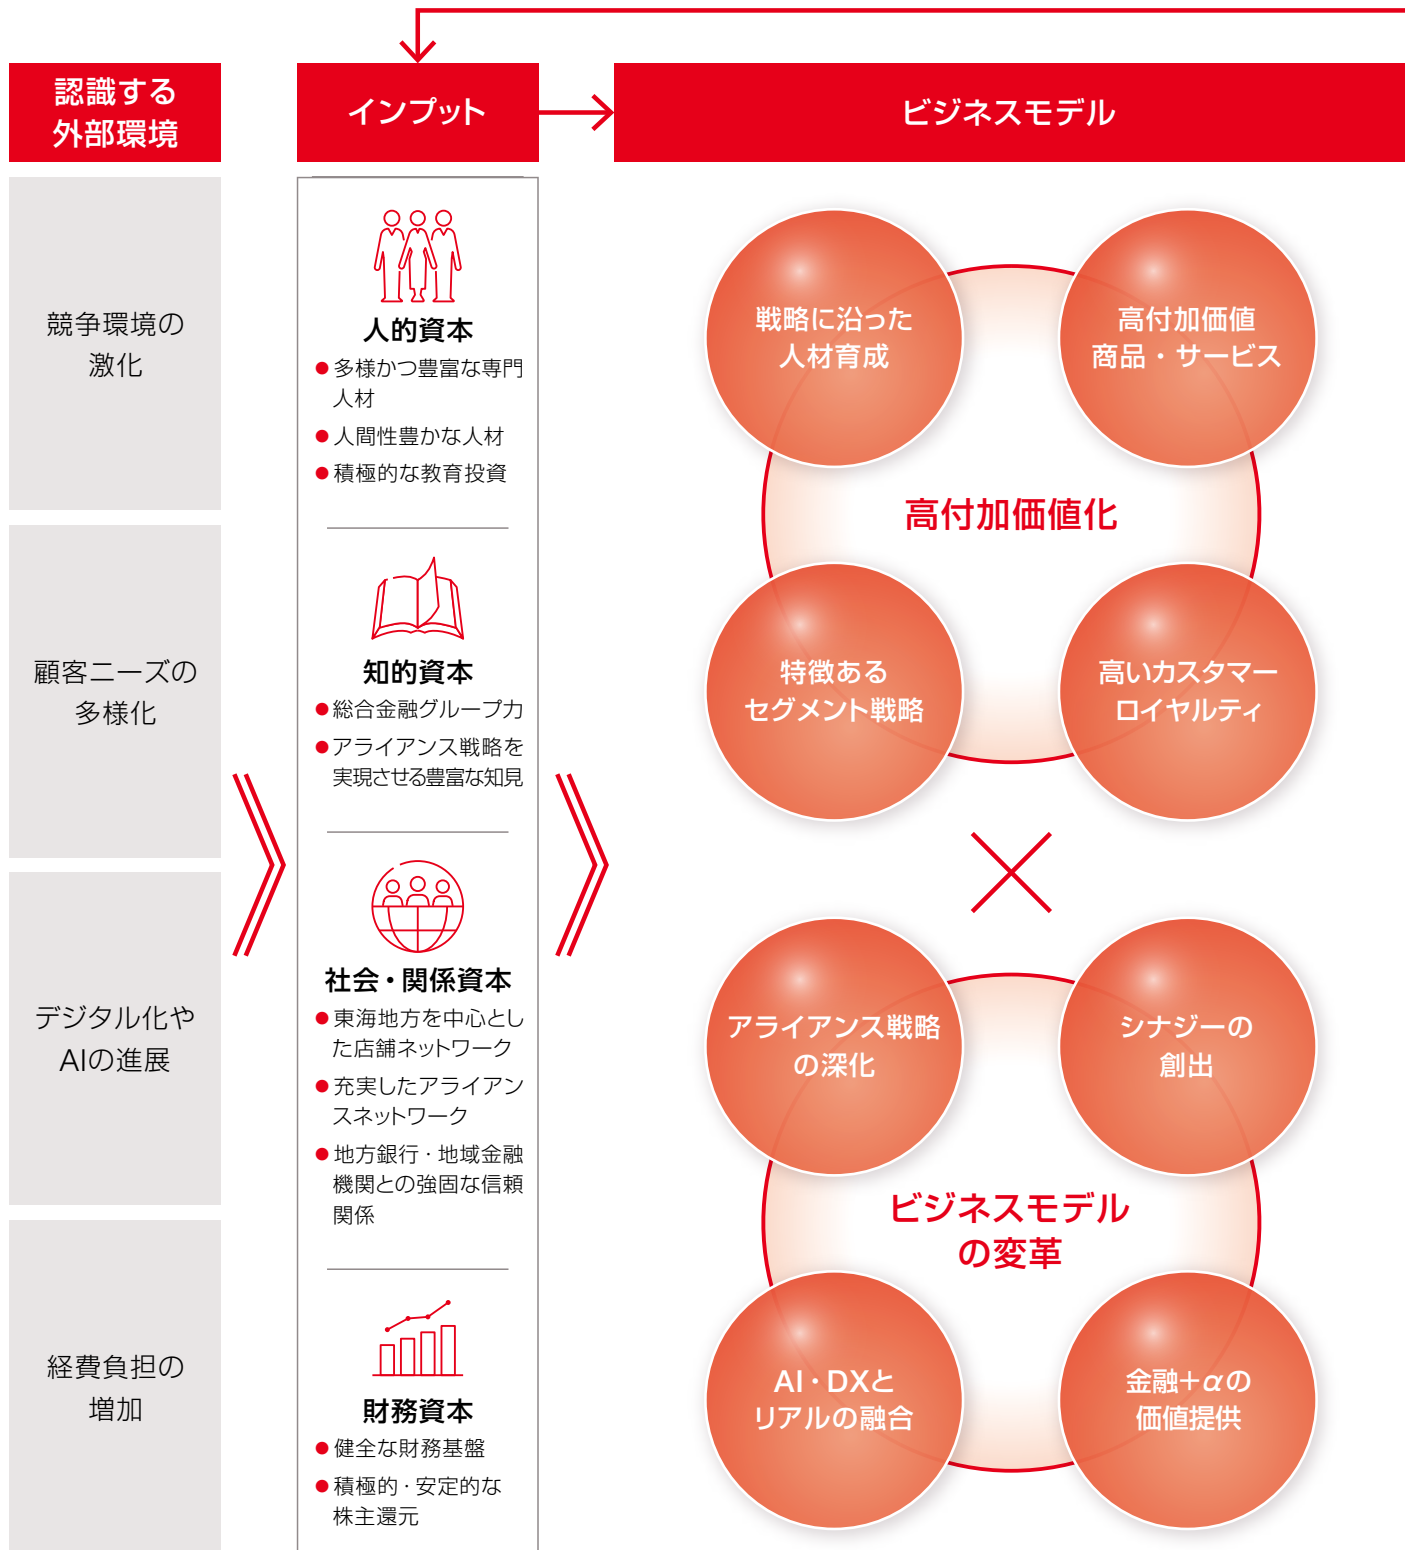 認識する
外部環境
競争環境の
激化
顧客ニーズの
多様化
デジタル化や
AIの進展
経費負担の
増加
インプット
人的資本
●多様かつ豊富な専門
人材
●人間性豊かな人材
●積極的な教育投資
知的資本
●総合金融グループ力
●アライアンス戦略を
実現させる豊富な知見
社会・関係資本
●東海地方を中心とし
た店舗ネットワーク
●充実したアライアン
スネットワーク
●地方銀行・地域金融
機関との強固な信頼
関係
財務資本
●健全な財務基盤
●積極的・安定的な
株主還元
ビジネスモデル
戦略に沿った
人材育成
高付加価値
商品・サービス
高付加価値化
特徴ある
セグメント戦略
高いカスタマー
ロイヤルティ
×
アライアンス戦略
の深化
シナジーの
創出
ビジネスモデル
の変革
AI・DXと
リアルの融合
金融+αの
価値提供